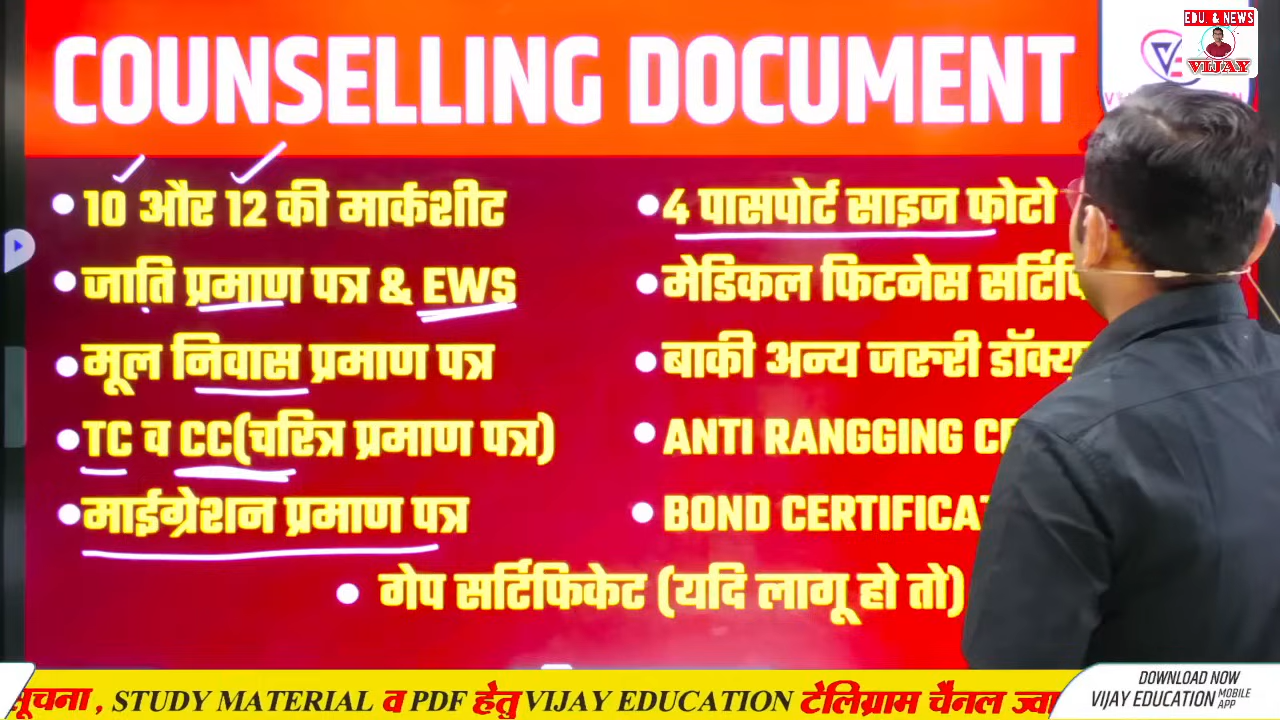 COUNSELLING DOCUMENT
EDU. & NEWS
VIJAY
10 और 12 की मार्कशीट
जाति प्रमाण पत्र & EWS
मूल निवास प्रमाण पत्र
TC व CC(चरित्र प्रमाण पत्र)
माईग्रेशन प्रमाण पत्र
4 पासपोर्ट साइज फोटो
मेडिकल फिटनेस
बाकी अन्य जरुरी
ANTI RANGGING
BOND
गेप सर्टिफिकेट (यदि लागू हो तो)
सूचना , STUDY MATERIAL व PDF हेतु VIJAY EDUCATION टेलिग्राम चैनल
DOWNLOAD NOW
VIJAY EDUCATION MOBILE APP